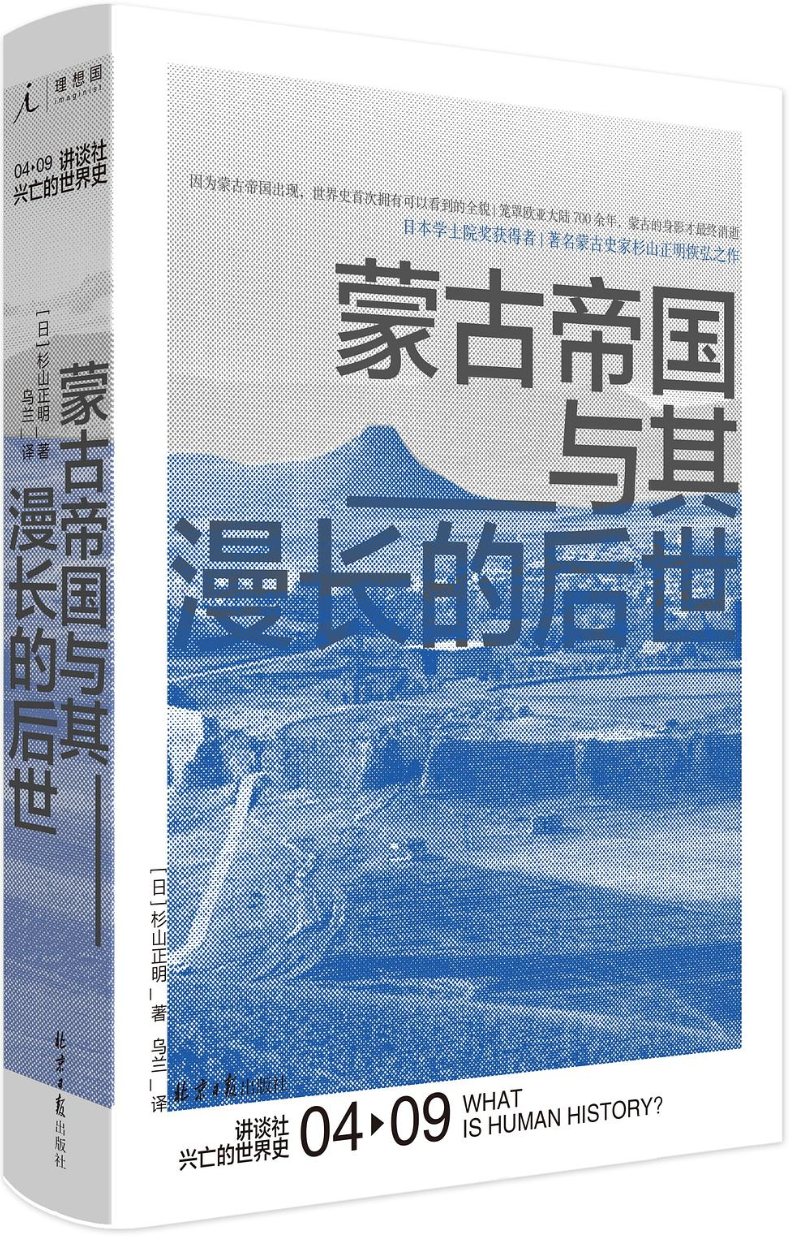 因为蒙古帝国出现，世界史首次拥有可以看到的全貌|笼罩欧亚大陆700余年，蒙古的身影才最终消逝
日本学士院奖获得者|著名蒙古史家杉山正明恢弘之作
蒙古帝国
与其
漫长的后世
[日]杉山正明—著 乌兰—译
北京日报出版社
讲谈社
兴亡的世界史
04▸09
WHAT
IS HUMAN HISTORY?
理想国
imaginist
04▸09 讲谈社
兴亡的世界史
[日]杉山正明—著
乌兰—译
蒙古帝国与其
漫长的后世
北京日报出版社